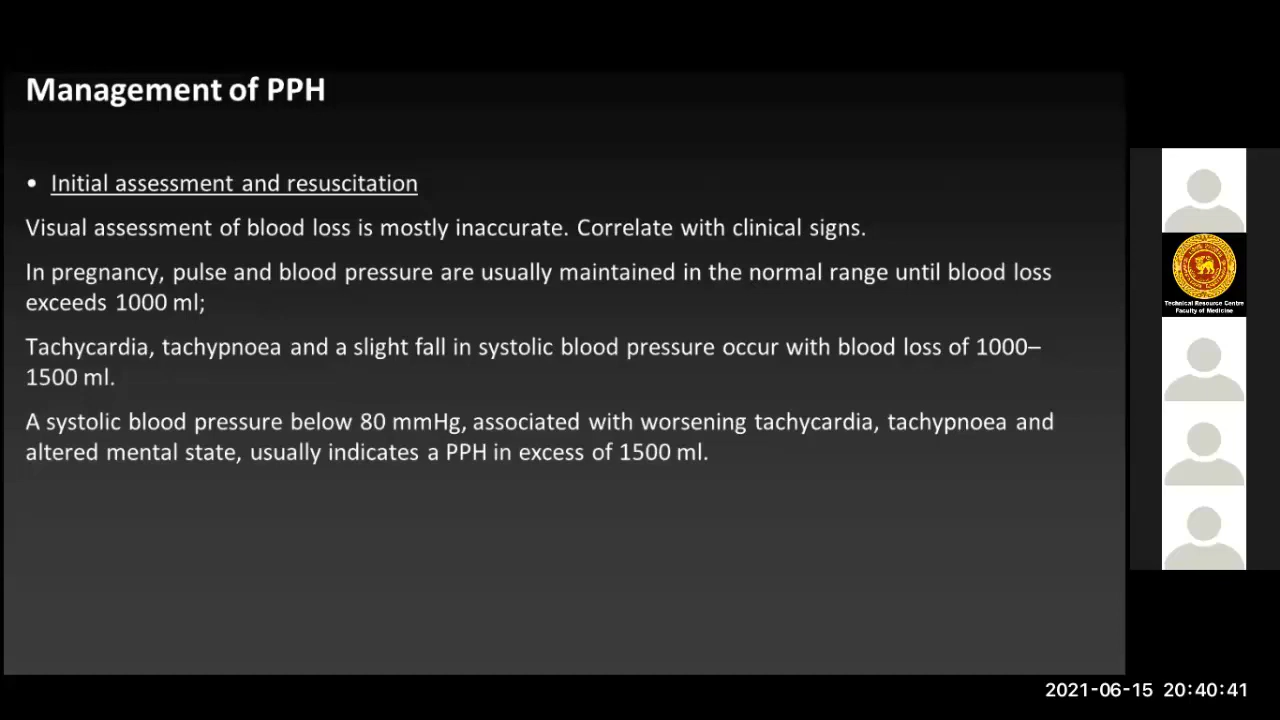 Management of PPH
• Initial assessment and resuscitation
Visual assessment of blood loss is mostly inaccurate. Correlate with clinical signs.
In pregnancy, pulse and blood pressure are usually maintained in the normal range until blood loss
exceeds 1000 ml;
Tachycardia, tachypnoea and a slight fall in systolic blood pressure occur with blood loss of 1000–
1500 ml.
A systolic blood pressure below 80 mmHg, associated with worsening tachycardia, tachypnoea and
altered mental state, usually indicates a PPH in excess of 1500 ml.
Technical Resource Centre
Faculty of Medicine
2021-06-15 20:40:41